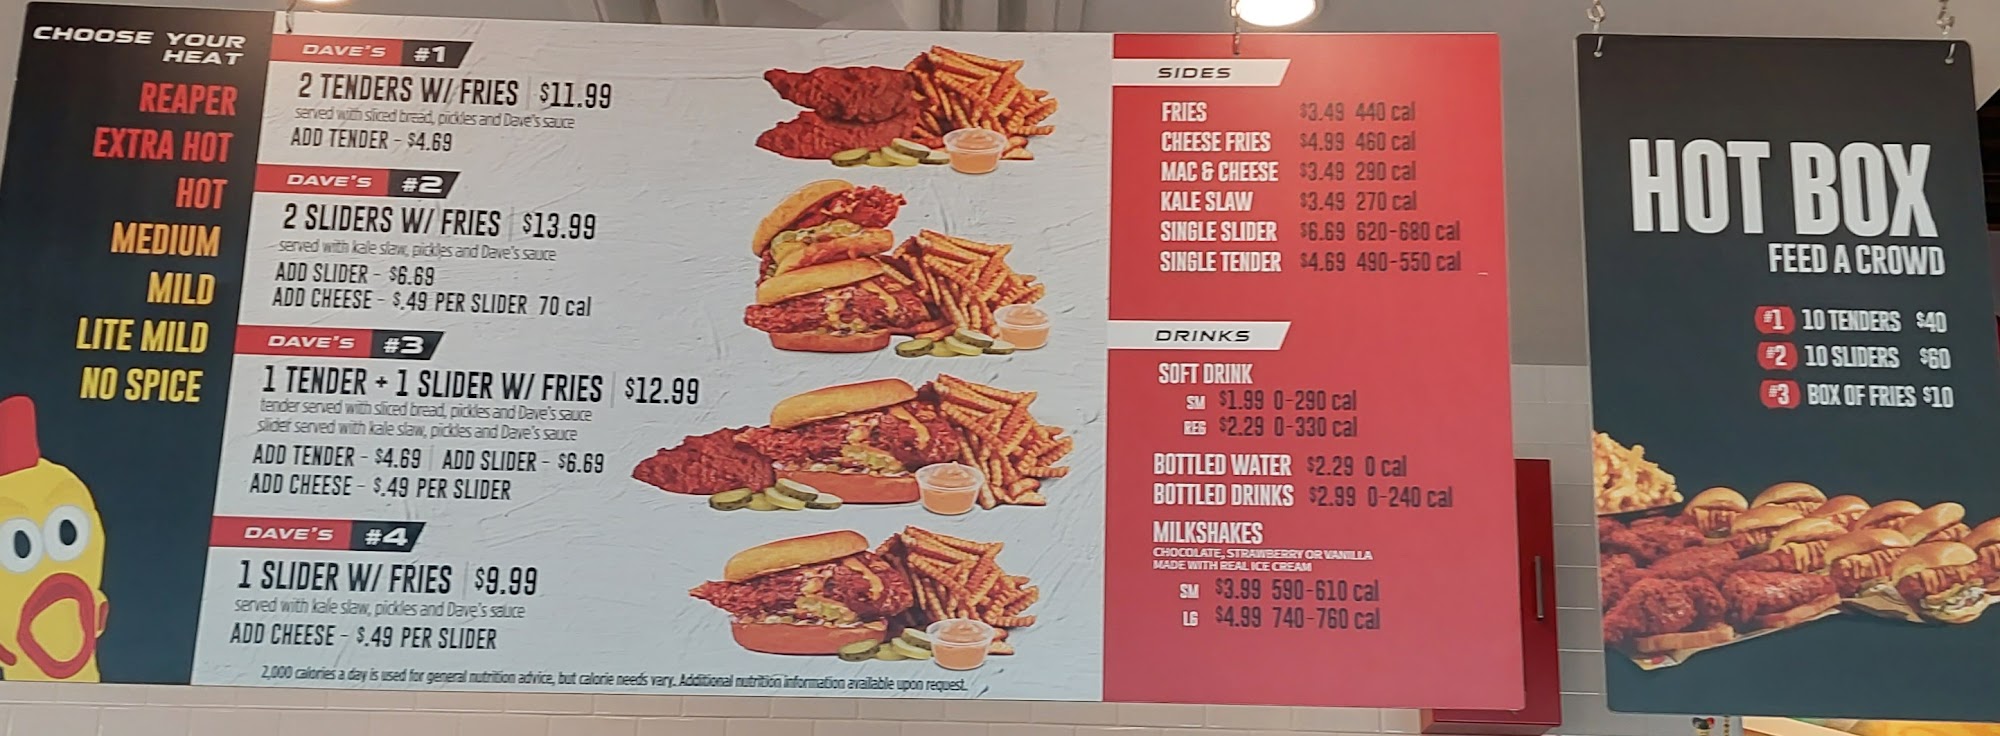 CHOOSE YOUR
HEAT
REAPER
EXTRA HOT
HOT
MEDIUM
MILD
LITE MILD
NO SPICE
DAVE'S #1
2 TENDERS W/ FRIES | $11.99
served with sliced bread, pickles and Dave's sauce
ADD TENDER - $4.69
DAVE'S #2
2 SLIDERS W/ FRIES | $13.99
served with kale slaw, pickles and Dave's sauce
ADD SLIDER - $6.69
ADD CHEESE - $.49 PER SLIDER 70 cal
DAVE'S #3
1 TENDER + 1 SLIDER W/ FRIES | $12.99
tender served with sliced bread, pickles and Dave's sauce
slider served with kale slaw, pickles and Dave's sauce
ADD TENDER - $4.69 | ADD SLIDER - $6.69
ADD CHEESE - $.49 PER SLIDER
DAVE'S #4
1 SLIDER W/ FRIES | $9.99
served with kale slaw, pickles and Dave's sauce
ADD CHEESE - $.49 PER SLIDER
2,000 calories a day is used for general nutrition advice, but calorie needs vary. Additional nutrition information available upon request.
SIDES
FRIES $3.49 440 cal
CHEESE FRIES $4.99 460 cal
MAC & CHEESE $3.49 290 cal
KALE SLAW $3.49 270 cal
SINGLE SLIDER $6.69 620-680 cal
SINGLE TENDER $4.69 490-550 cal
DRINKS
SOFT DRINK
SM $1.99 0-290 cal
REG $2.29 0-330 cal
BOTTLED WATER $2.29 0 cal
BOTTLED DRINKS $2.99 0-240 cal
MILKSHAKES
CHOCOLATE, STRAWBERRY OR VANILLA
MADE WITH REAL ICE CREAM
SM $3.99 590-610 cal
LG $4.99 740-760 cal
HOT BOX
FEED A CROWD
#1 10 TENDERS $40
#2 10 SLIDERS $60
#3 BOX OF FRIES $10